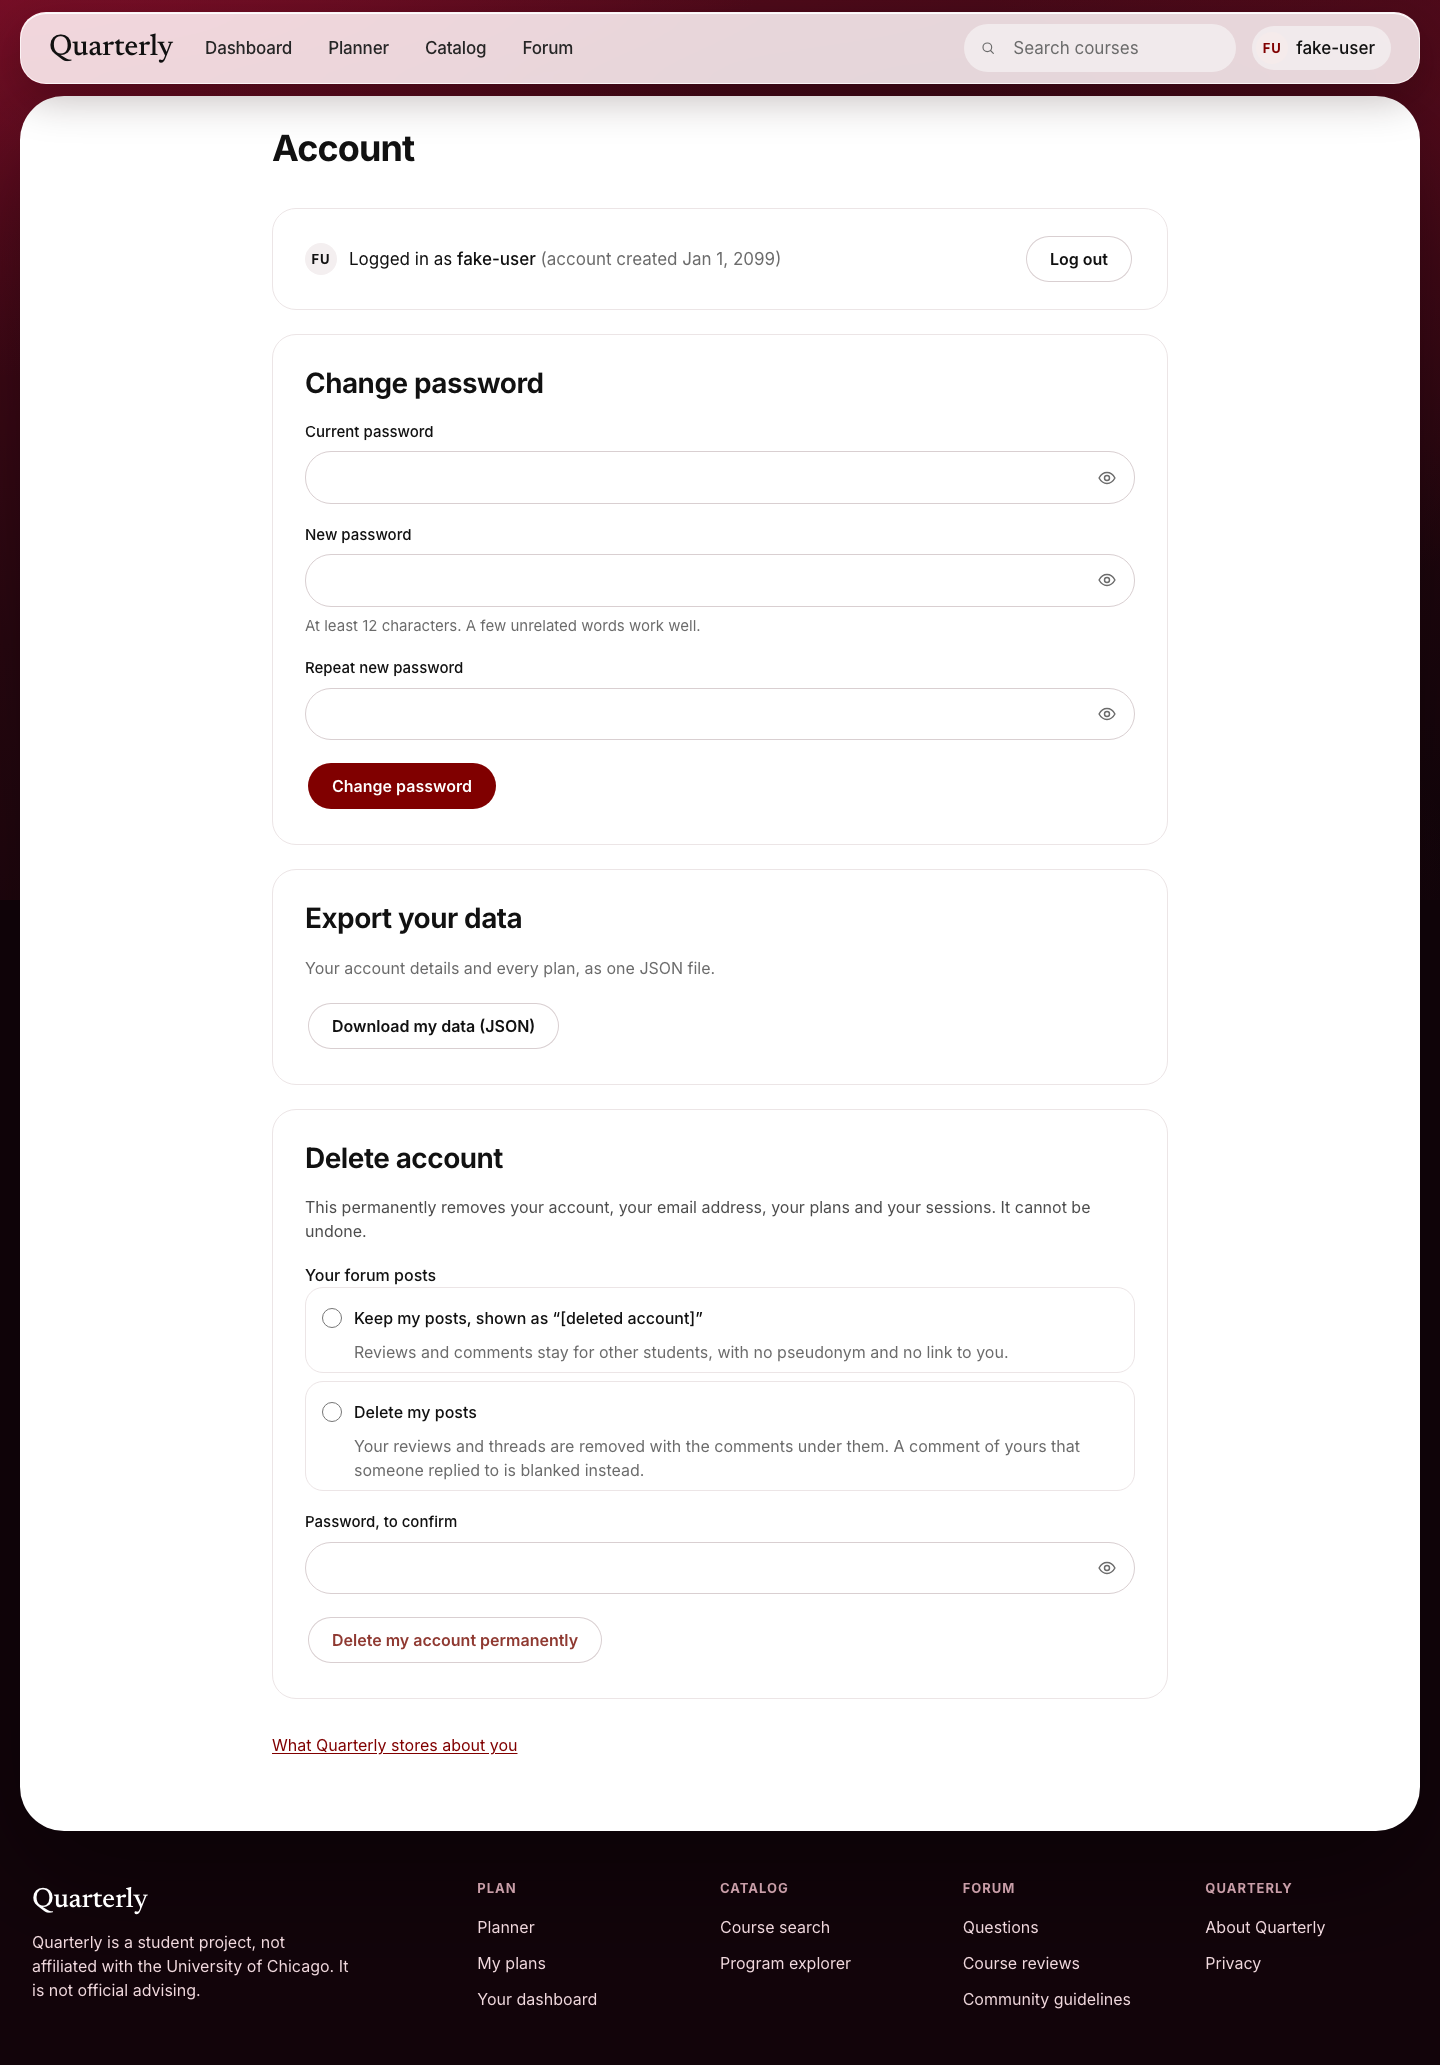 Quarterly
Dashboard
Planner
Catalog
Forum
Search courses
FU
fake-user
Account
FU
Logged in as fake-user (account created Jan 1, 2099)
Log out
Change password
Current password
New password
At least 12 characters. A few unrelated words work well.
Repeat new password
Change password
Export your data
Your account details and every plan, as one JSON file.
Download my data (JSON)
Delete account
This permanently removes your account, your email address, your plans and your sessions. It cannot be
undone.
Your forum posts
Keep my posts, shown as “[deleted account]”
Reviews and comments stay for other students, with no pseudonym and no link to you.
Delete my posts
Your reviews and threads are removed with the comments under them. A comment of yours that
someone replied to is blanked instead.
Password, to confirm
Delete my account permanently
What Quarterly stores about you
Quarterly
Quarterly is a student project, not
affiliated with the University of Chicago. It
is not official advising.
PLAN
Planner
My plans
Your dashboard
CATALOG
Course search
Program explorer
FORUM
Questions
Course reviews
Community guidelines
QUARTERLY
About Quarterly
Privacy